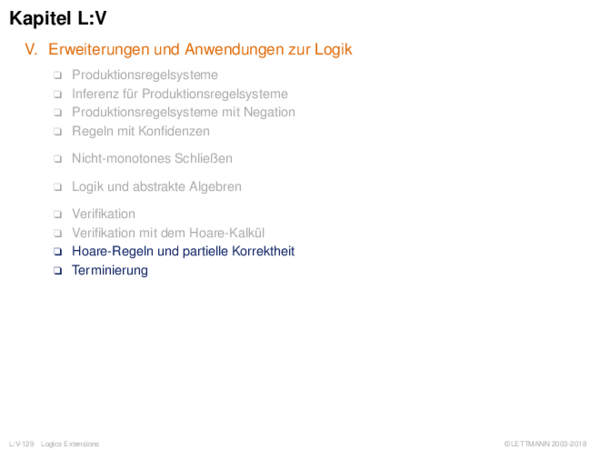 Kapitel L:V
V. Erweiterungen und Anwendungen zur Logik
❑ Produktionsregelsysteme
❑ Inferenz für Produktionsregelsysteme
❑ Produktionsregelsysteme mit Negation
❑ Regeln mit Konfidenzen
❑ Nicht-monotones Schließen
❑ Logik und abstrakte Algebren
❑ Verifikation
❑ Verifikation mit dem Hoare-Kalkül
❑ Hoare-Regeln und partielle Korrektheit
❑ Terminierung
L:V-129 Logics Extensions ©LETTMANN 2003-2018